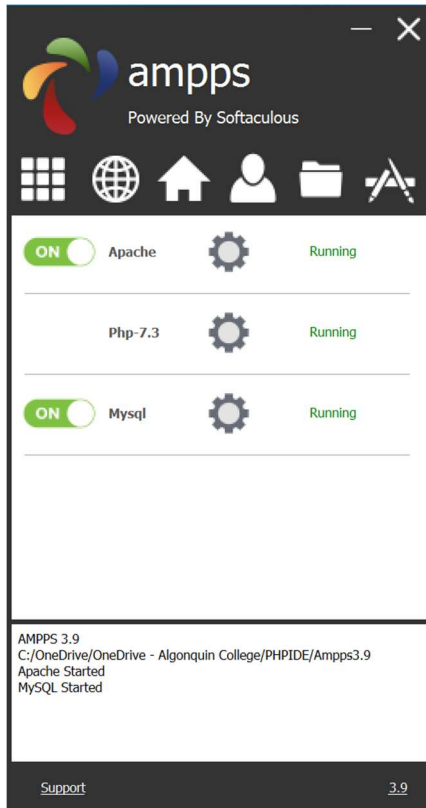 ampps
Powered By Softaculous
ON Apache Running
Php-7.3 Running
ON Mysql Running
AMPPS 3.9
C:/OneDrive/OneDrive - Algonquin College/PHPIDE/Ampps3.9
Apache Started
MySQL Started
Support 3.9